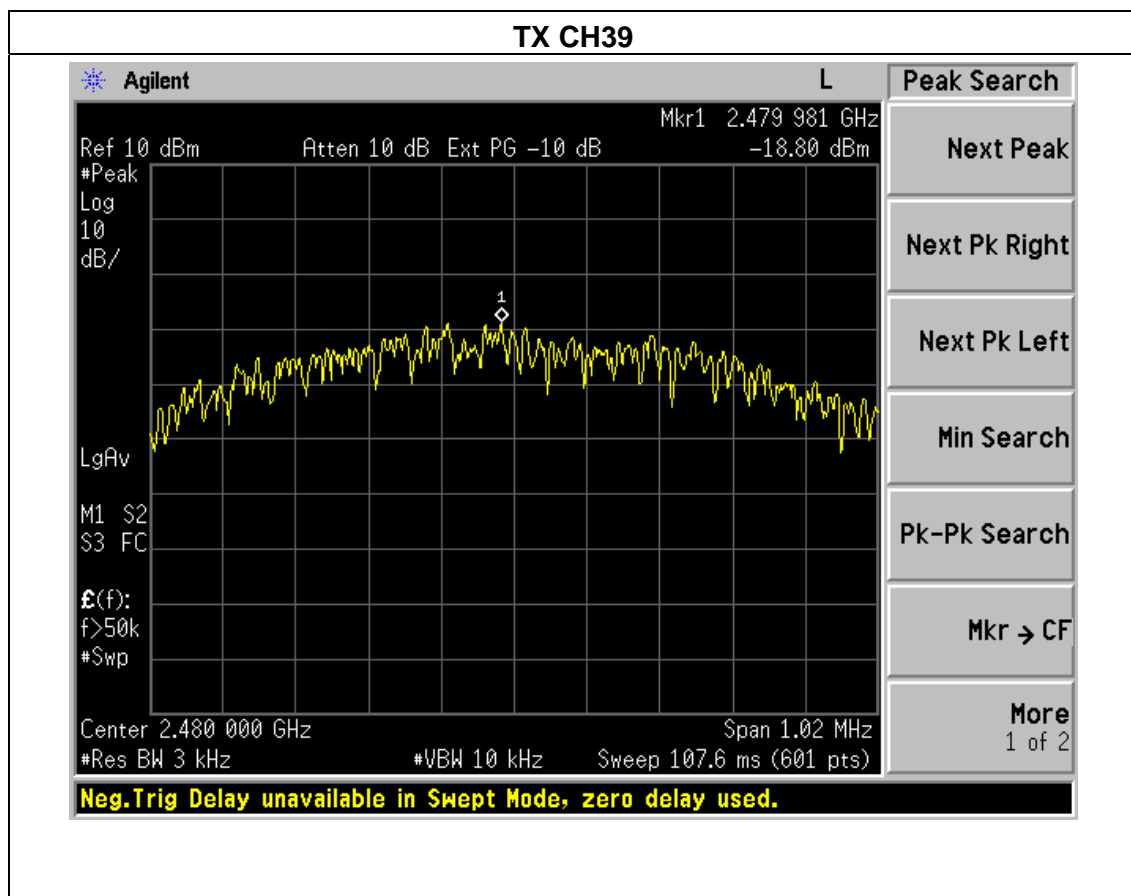 TX CH39
Agilent L Peak Search
Mkr1 2.479 981 GHz
Ref 10 dBm Atten 10 dB Ext PG −10 dB −18.80 dBm
#Peak
Log
10
dB/
1
LgAv
M1 S2
S3 FC
£(f):
f>50k
#Swp
Center 2.480 000 GHz Span 1.02 MHz
#Res BW 3 kHz #VBW 10 kHz Sweep 107.6 ms (601 pts)
Neg.Trig Delay unavailable in Swept Mode, zero delay used.
Next Peak
Next Pk Right
Next Pk Left
Min Search
Pk-Pk Search
Mkr → CF
More
1 of 2